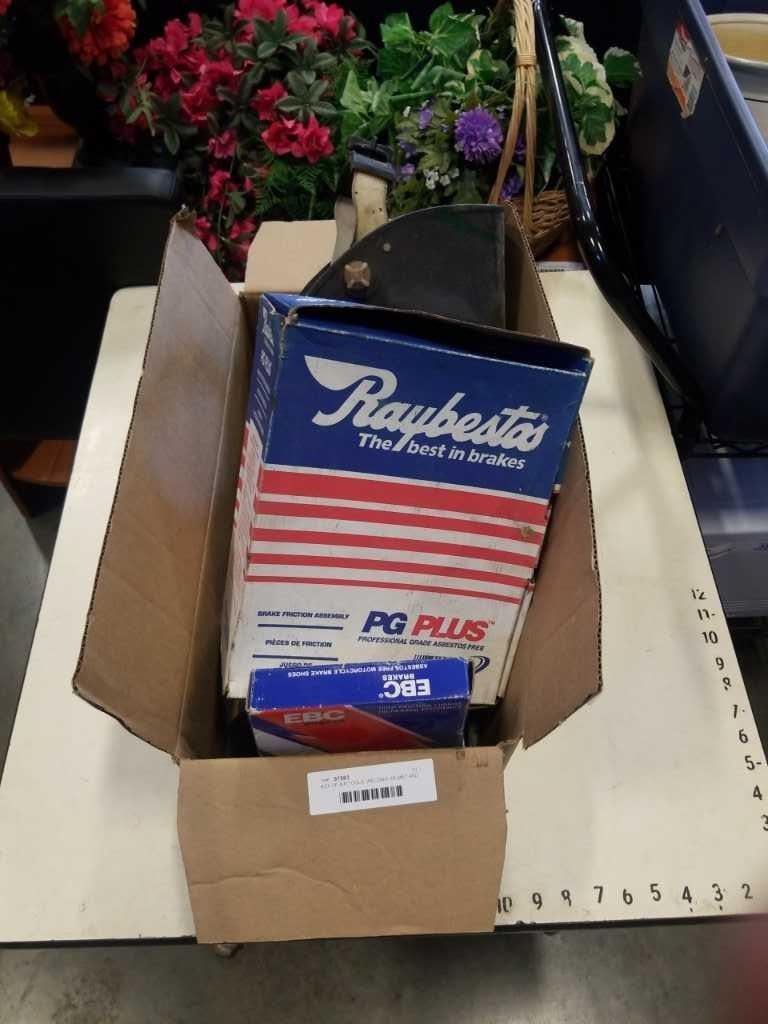 Raybestos®
The best in brakes
BRAKE FRICTION ASSEMBLY
PIÈCES DE FRICTION
JUEGO DE
PG PLUS™
PROFESSIONAL GRADE ASBESTOS FREE
ASBESTOS FREE MOTORCYCLE BRAKE SHOES
EBC®
BRAKES
EBC
12
11
10
9
8
7
6
5
4
3
10 9 8 7 6 5 4 3 2